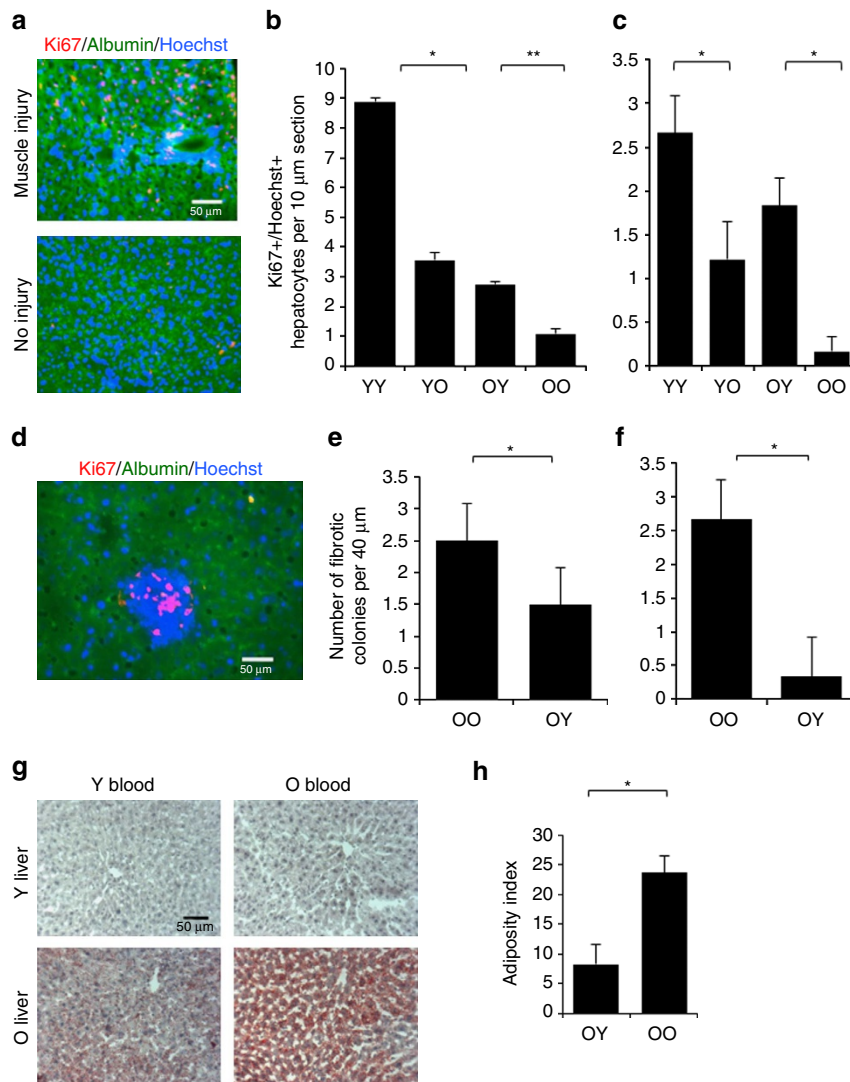 a
Ki67/Albumin/Hoechst
Muscle injury
50 μm
No injury
b
*
**
Ki67+/Hoechst+
hepatocytes per 10 μm section
10
9
8
7
6
5
4
3
2
1
0
YY
YO
OY
OO
c
*
*
3.5
3
2.5
2
1.5
1
0.5
0
YY
YO
OY
OO
d
Ki67/Albumin/Hoechst
50 μm
e
*
Number of fibrotic
colonies per 40 μm
3.5
3
2.5
2
1.5
1
0.5
0
OO
OY
f
*
3.5
3
2.5
2
1.5
1
0.5
0
OO
OY
g
Y blood
O blood
Y liver
50 μm
O liver
h
*
Adiposity index
30
25
20
15
10
5
0
OY
OO